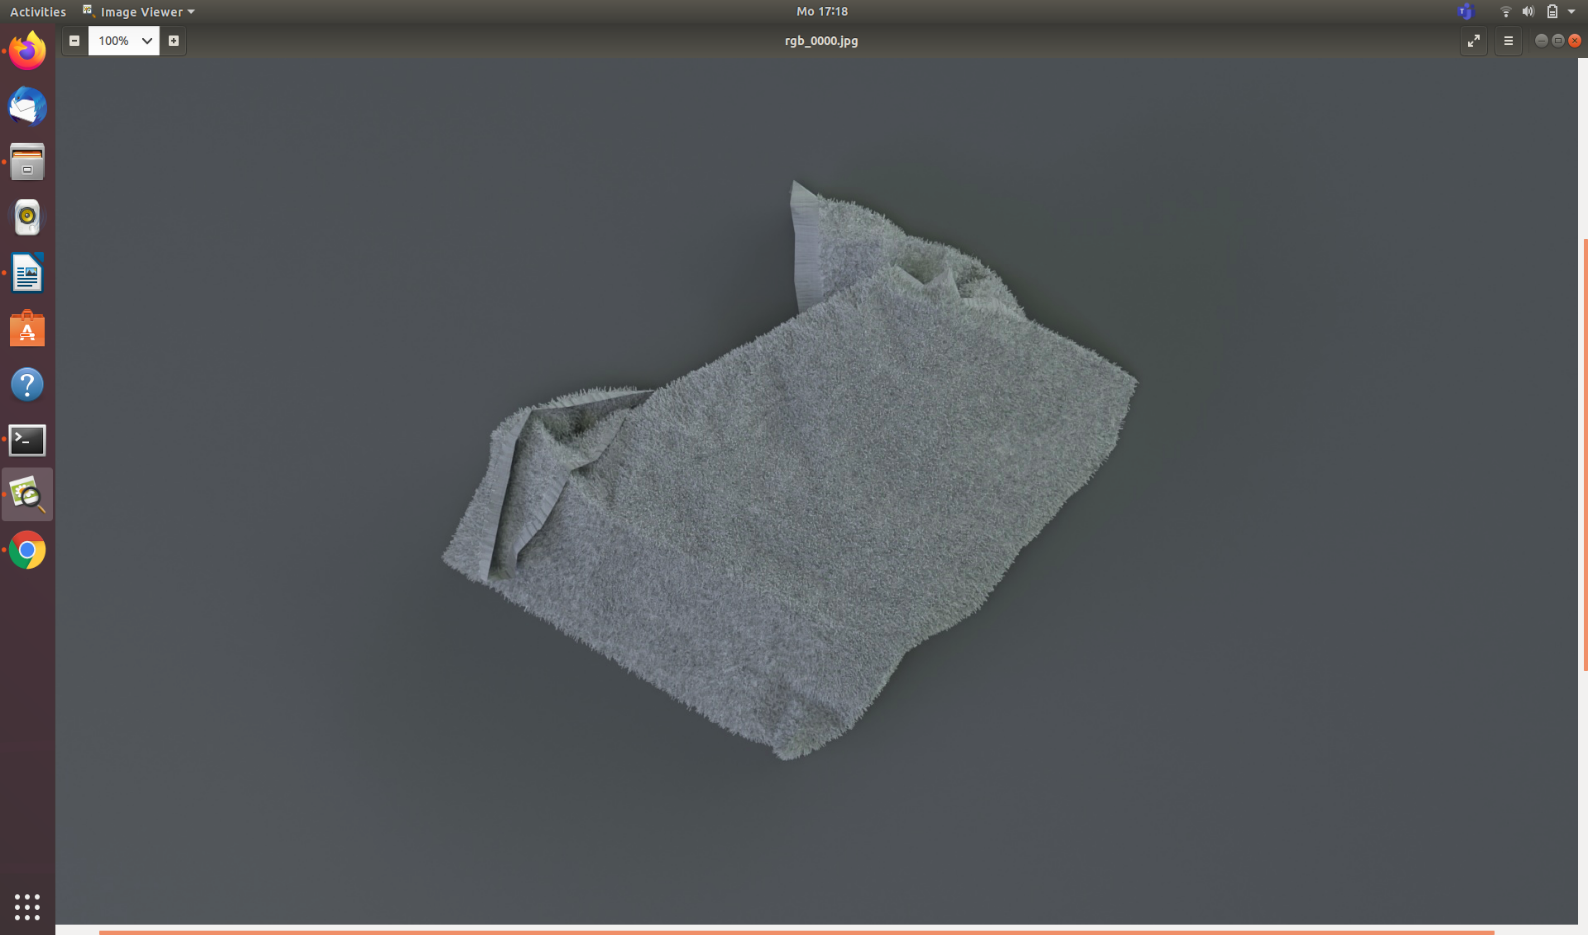 Activities
Image Viewer
Mo 17:18
100%
rgb_0000.jpg